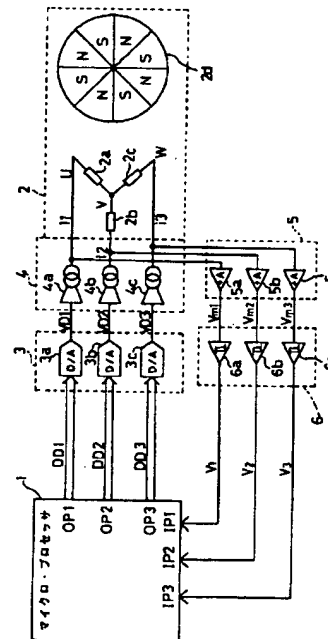 1
マイクロ・プロセッサ
OP1
OP2
OP3
IP1
IP2
IP3
DD1
DD2
DD3
3
3a
3b
3c
D/A
D/A
D/A
VD1
VD2
VD3
4
4a
4b
4c
I1
I2
I3
2
U
V
W
2a
2b
2c
2d
N
S
N
S
N
S
N
S
5
5a
5b
A
A
A
Vm1
Vm2
Vm3
6
6a
6b
V1
V2
V3